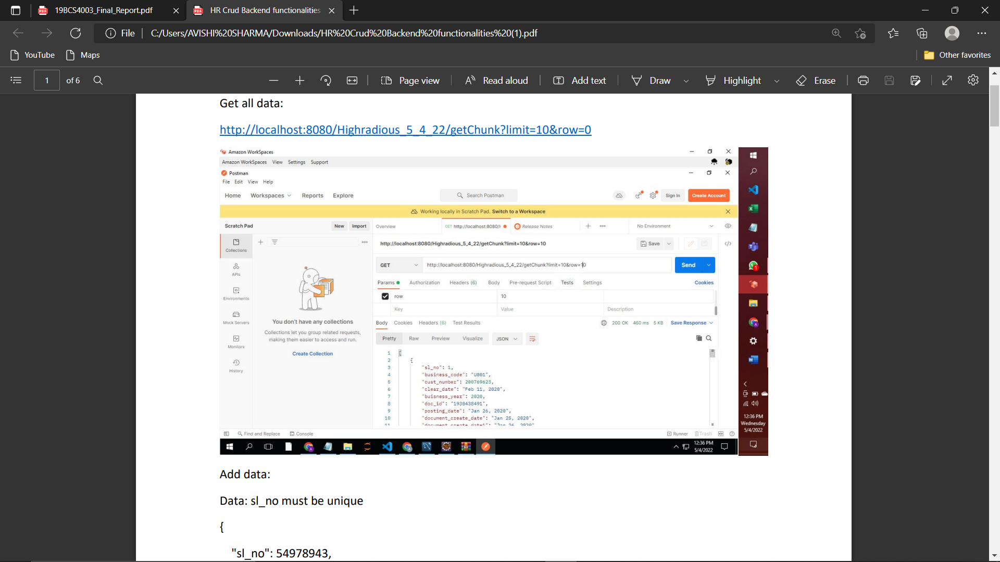 19BCS4003_Final_Report.pdf
HR Crud Backend functionalities
File
C:/Users/AVISHI%20SHARMA/Downloads/HR%20Crud%20Backend%20functionalities%20(1).pdf
YouTube Maps
Other favorites
1 of 6
Page view Read aloud Add text Draw Highlight Erase
Get all data:
http://localhost:8080/Highradious_5_4_22/getChunk?limit=10&row=0
Amazon WorkSpaces
Amazon WorkSpaces View Settings Support
Postman
File Edit View Help
Home Workspaces Reports Explore
Search Postman
Sign In Create Account
Working locally in Scratch Pad. Switch to a Workspace
Scratch Pad New Import
Overview GET http://localhost:8080/H Release Notes No Environment
http://localhost:8080/Highradious_5_4_22/getChunk?limit=10&row=10
Save
GET http://localhost:8080/Highradious_5_4_22/getChunk?limit=10&row=10 Send
Params Authorization Headers (6) Body Pre-request Script Tests Settings Cookies
row 10
Key Value Description
Body Cookies Headers (6) Test Results 200 OK 460 ms 5 KB Save Response
Pretty Raw Preview Visualize JSON
Collections
APIs
Environments
Mock Servers
Monitors
History
You don't have any collections
Collections let you group related requests,
making them easier to access and run.
Create Collection
1 [
2 {
3 "sl_no": 1,
4 "business_code": "U001",
5 "cust_number": 200769623,
6 "clear_date": "Feb 11, 2020",
7 "buisness_year": 2020,
8 "doc_id": "1930438491",
9 "posting_date": "Jan 26, 2020",
10 "document_create_date": "Jan 25, 2020",
11 "document_create_date1": "Jan 26, 2020"
Find and Replace Console Runner Trash
12:36 PM
5/4/2022
12:36 PM
Wednesday
5/4/2022
Add data:
Data: sl_no must be unique
{
"sl_no": 54978943,